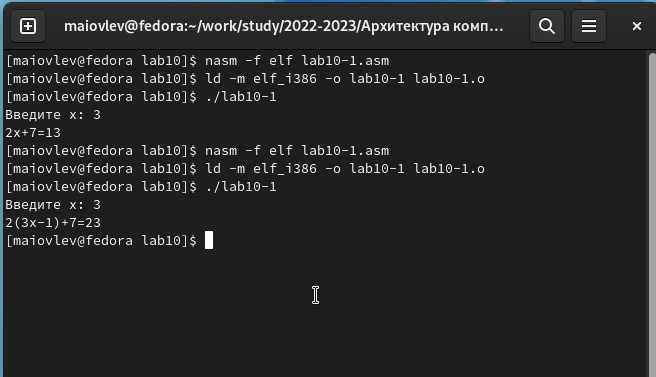 maiovlev@fedora:~/work/study/2022-2023/Архитектура комп...
[maiovlev@fedora lab10]$ nasm -f elf lab10-1.asm
[maiovlev@fedora lab10]$ ld -m elf_i386 -o lab10-1 lab10-1.o
[maiovlev@fedora lab10]$ ./lab10-1
Введите x: 3
2x+7=13
[maiovlev@fedora lab10]$ nasm -f elf lab10-1.asm
[maiovlev@fedora lab10]$ ld -m elf_i386 -o lab10-1 lab10-1.o
[maiovlev@fedora lab10]$ ./lab10-1
Введите x: 3
2(3x-1)+7=23
[maiovlev@fedora lab10]$